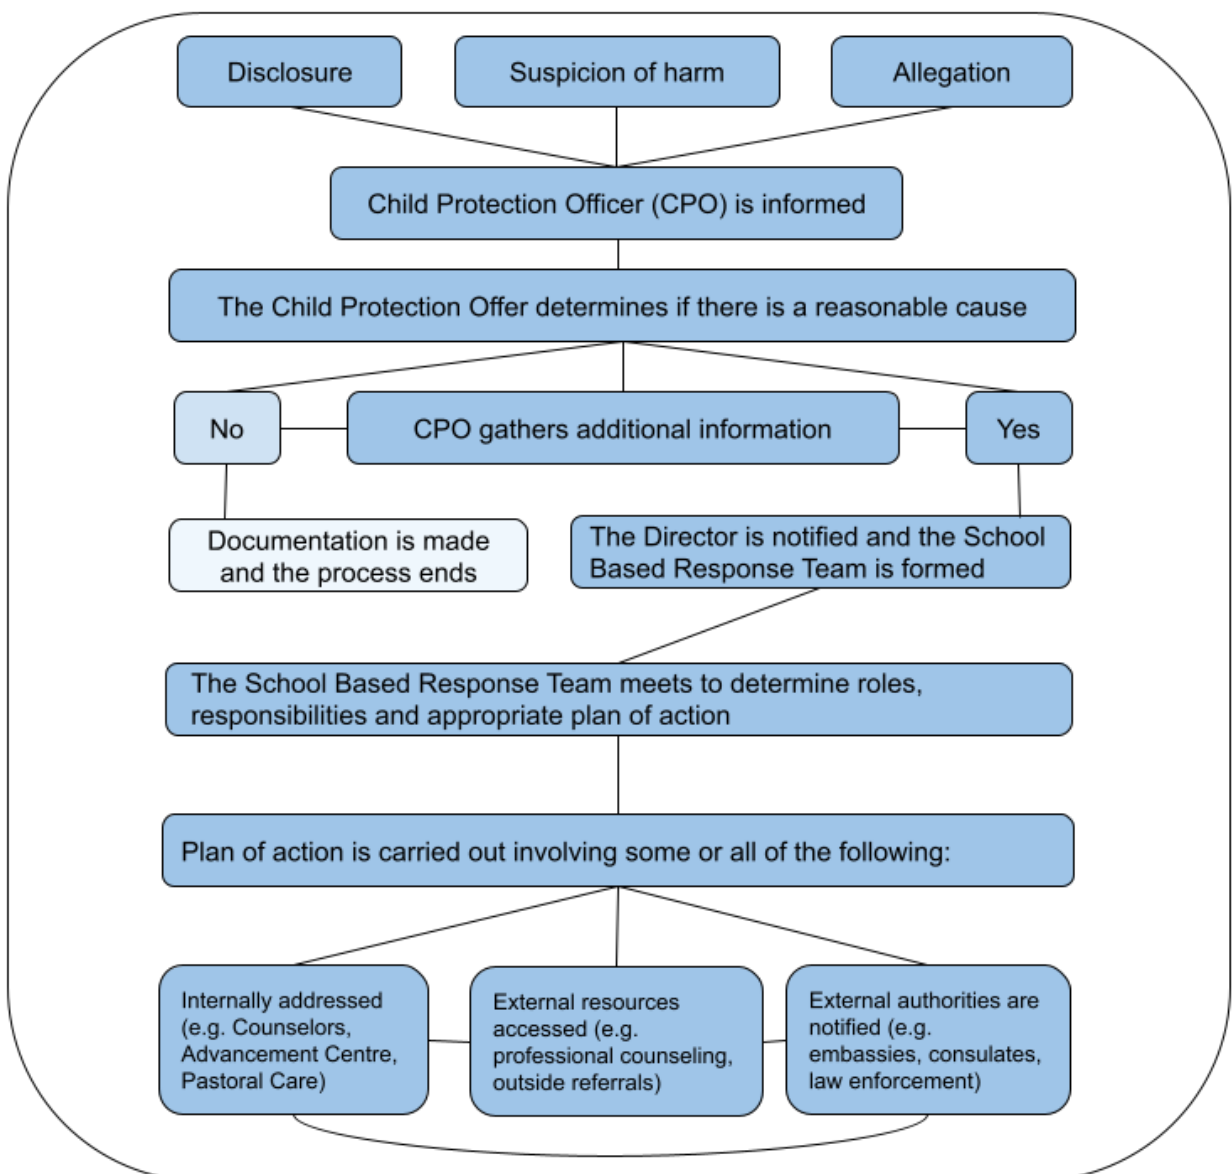 Disclosure
Suspicion of harm
Allegation
Child Protection Officer (CPO) is informed
The Child Protection Offer determines if there is a reasonable cause
No
CPO gathers additional information
Yes
Documentation is made
and the process ends
The Director is notified and the School
Based Response Team is formed
The School Based Response Team meets to determine roles,
responsibilities and appropriate plan of action
Plan of action is carried out involving some or all of the following:
Internally addressed
(e.g. Counselors,
Advancement Centre,
Pastoral Care)
External resources
accessed (e.g.
professional counseling,
outside referrals)
External authorities are
notified (e.g.
embassies, consulates,
law enforcement)